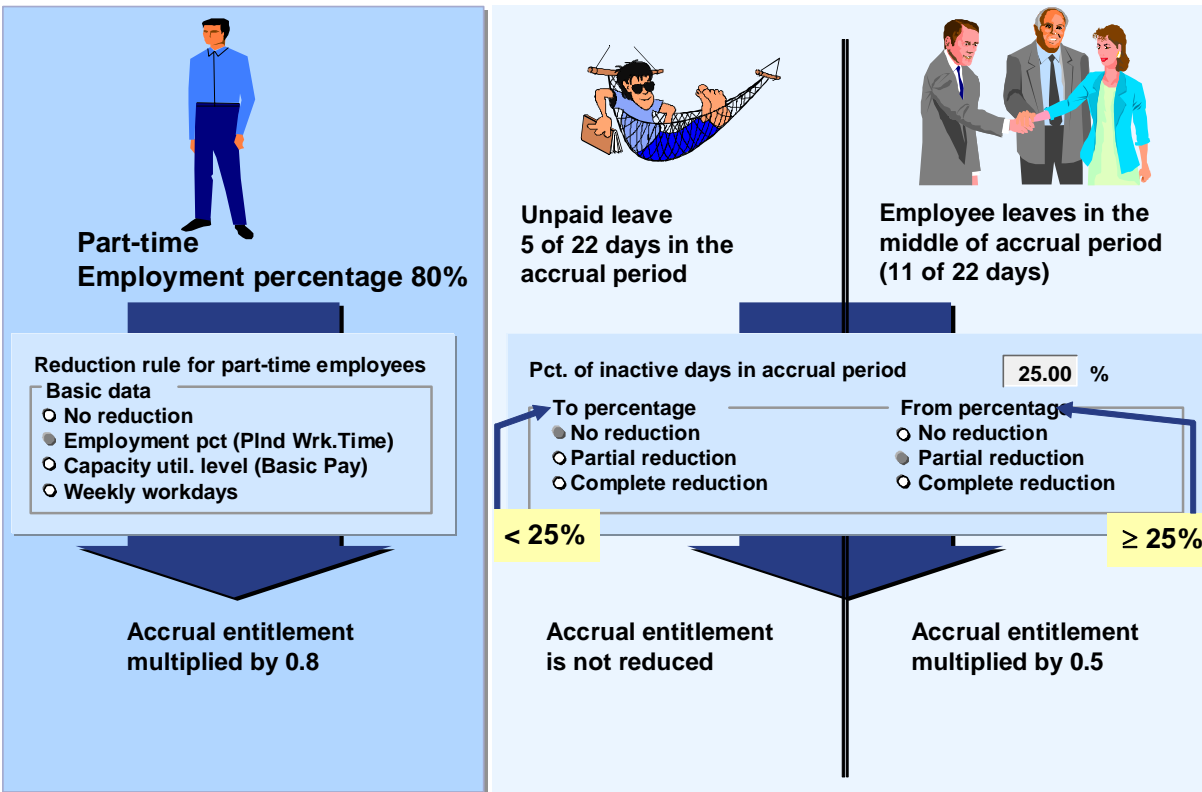 Part-time
Employment percentage 80%
Reduction rule for part-time employees
Basic data
No reduction
Employment pct (Plnd Wrk.Time)
Capacity util. level (Basic Pay)
Weekly workdays
Accrual entitlement
multiplied by 0.8
Unpaid leave
5 of 22 days in the
accrual period
Employee leaves in the
middle of accrual period
(11 of 22 days)
Pct. of inactive days in accrual period 25.00 %
To percentage
No reduction
Partial reduction
Complete reduction
From percentage
No reduction
Partial reduction
Complete reduction
< 25%
≥ 25%
Accrual entitlement
is not reduced
Accrual entitlement
multiplied by 0.5